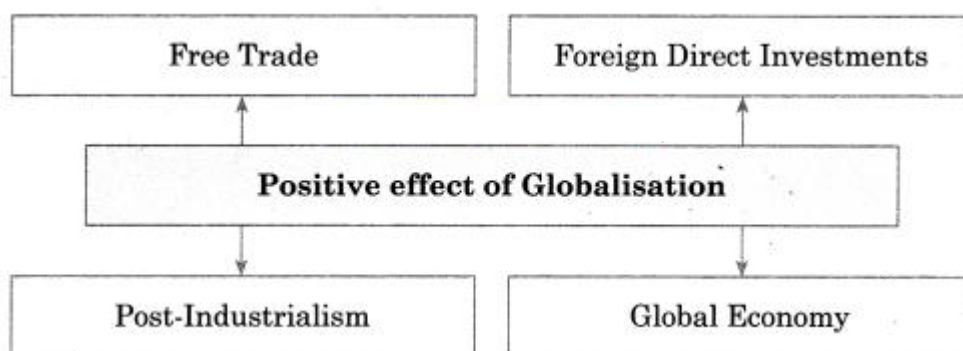 Free Trade
Foreign Direct Investments
Positive effect of Globalisation
Post-Industrialism
Global Economy